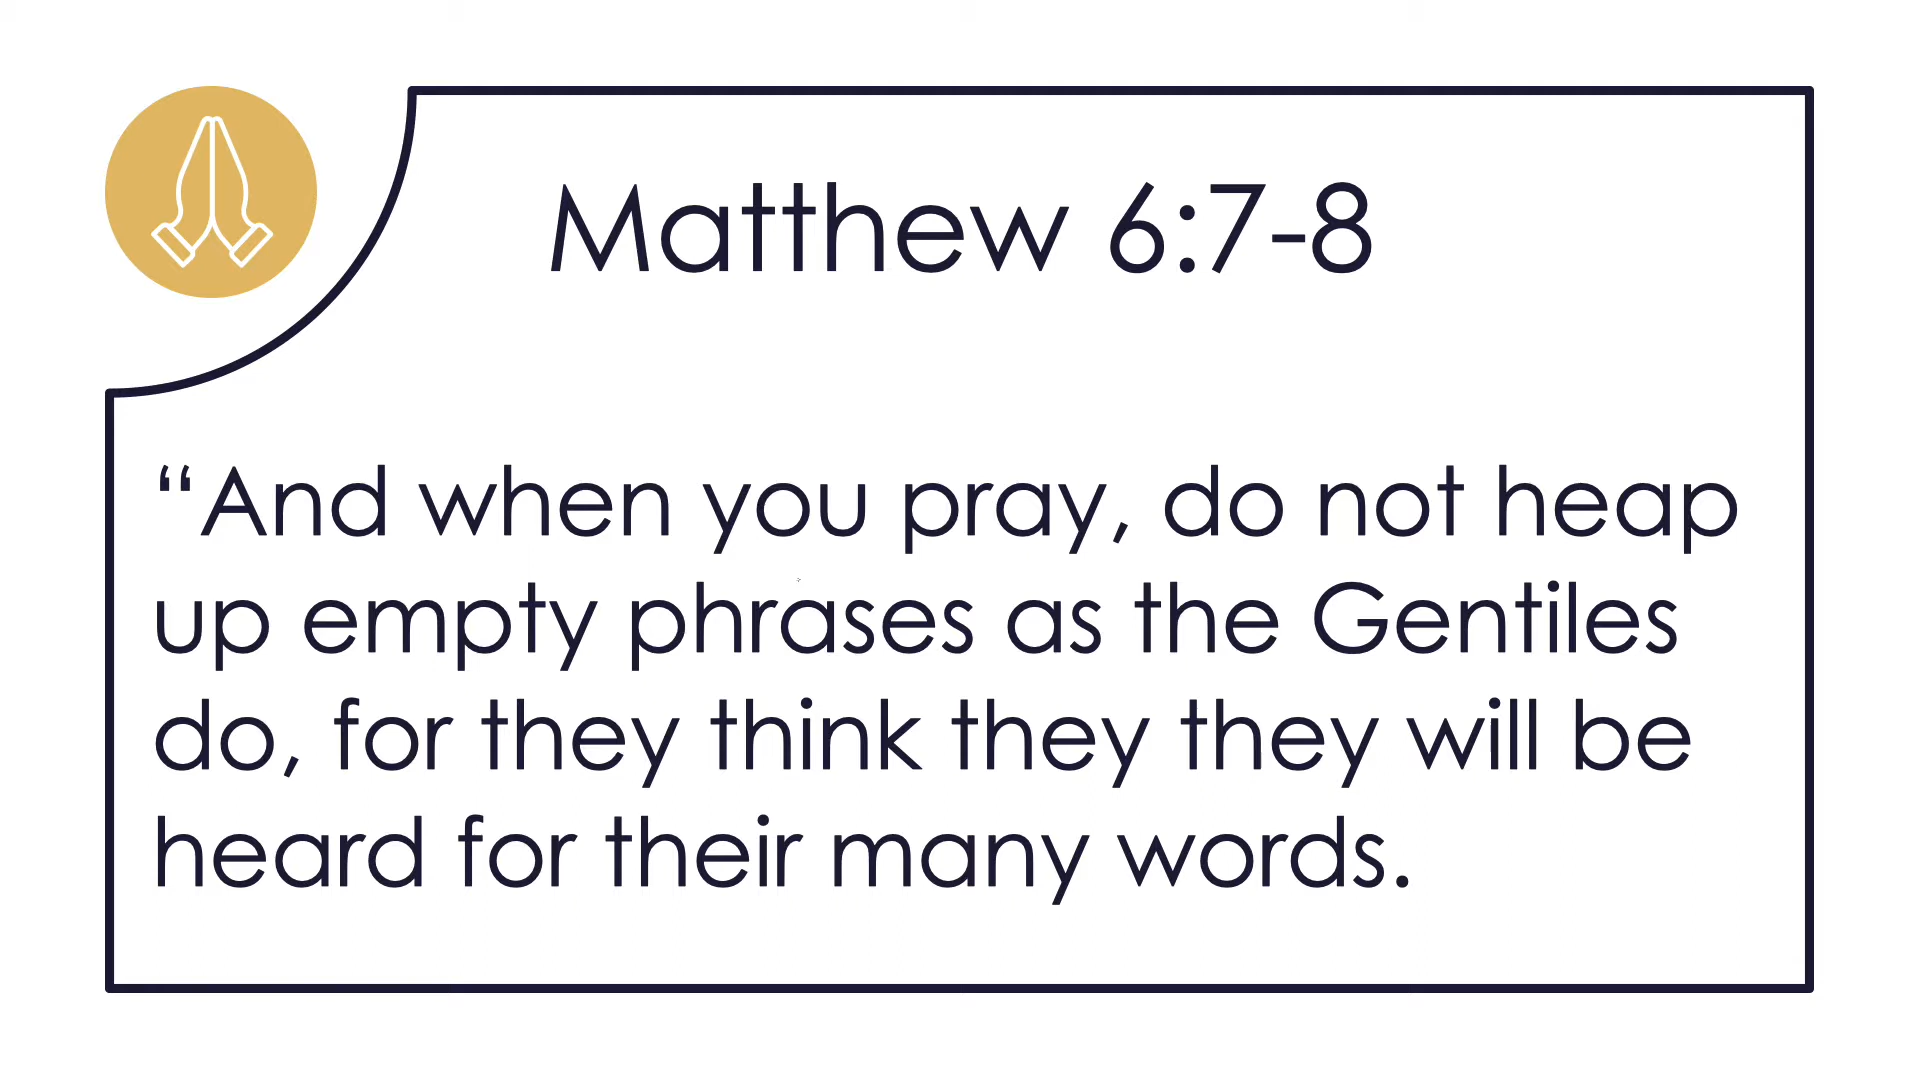 Matthew 6:7-8
“And when you pray, do not heap
up empty phrases as the Gentiles
do, for they think they they will be
heard for their many words.